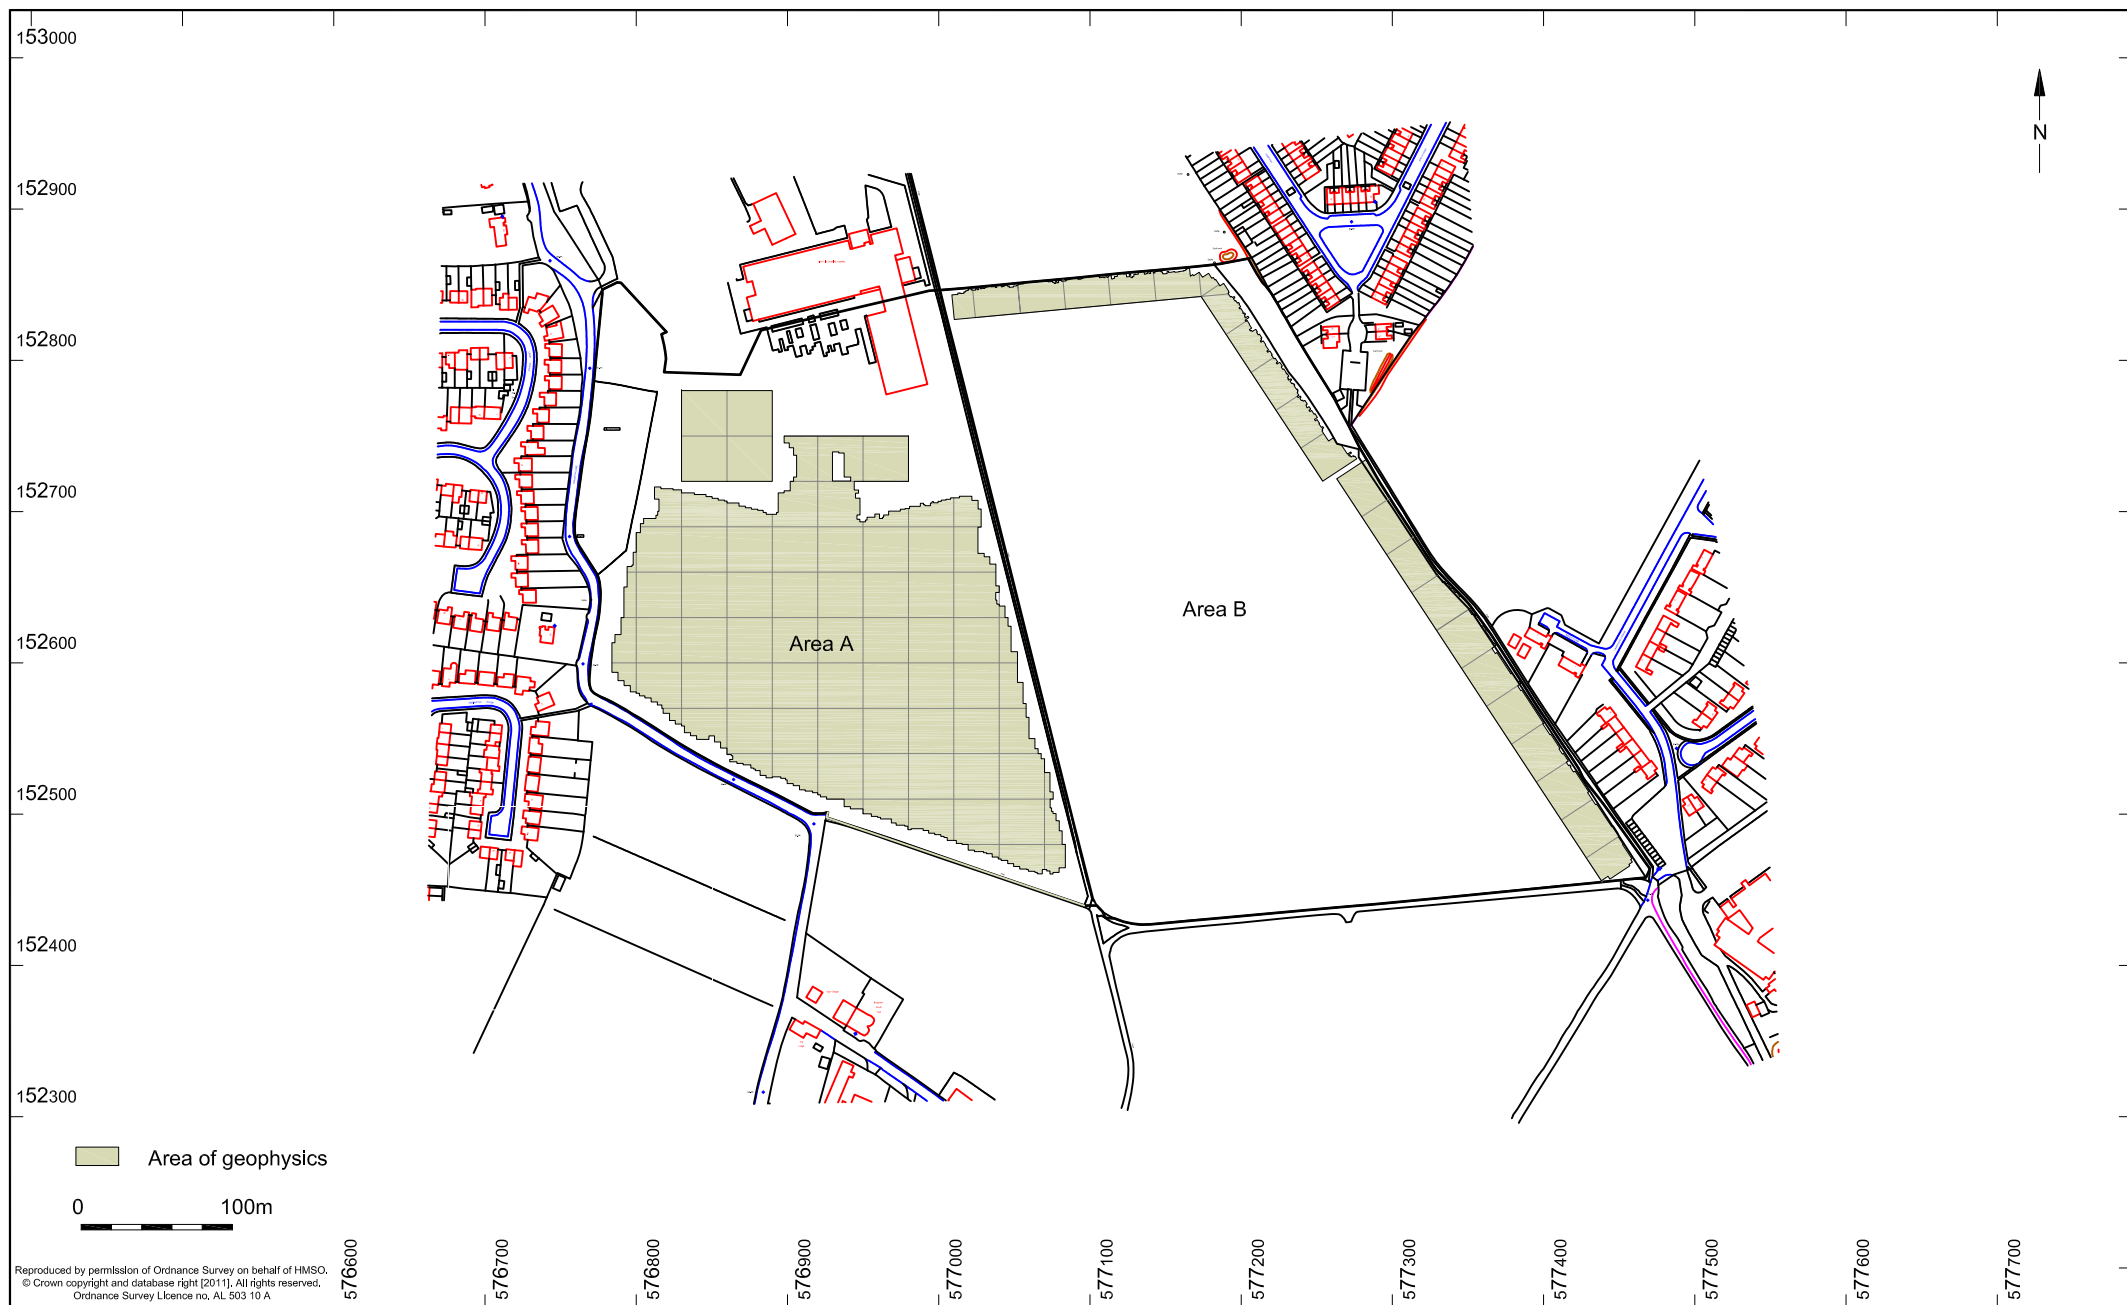 153000
N
152900
152800
152700
152600
Area B
Area A
152500
152400
152300
Area of geophysics
0 100m
576600
576700
576800
576900
577000
577100
577200
577300
577400
577500
577600
577700
Reproduced by permission of Ordnance Survey on behalf of HMSO.
© Crown copyright and database right [2011]. All rights reserved.
Ordnance Survey Licence no. AL 503 10 A